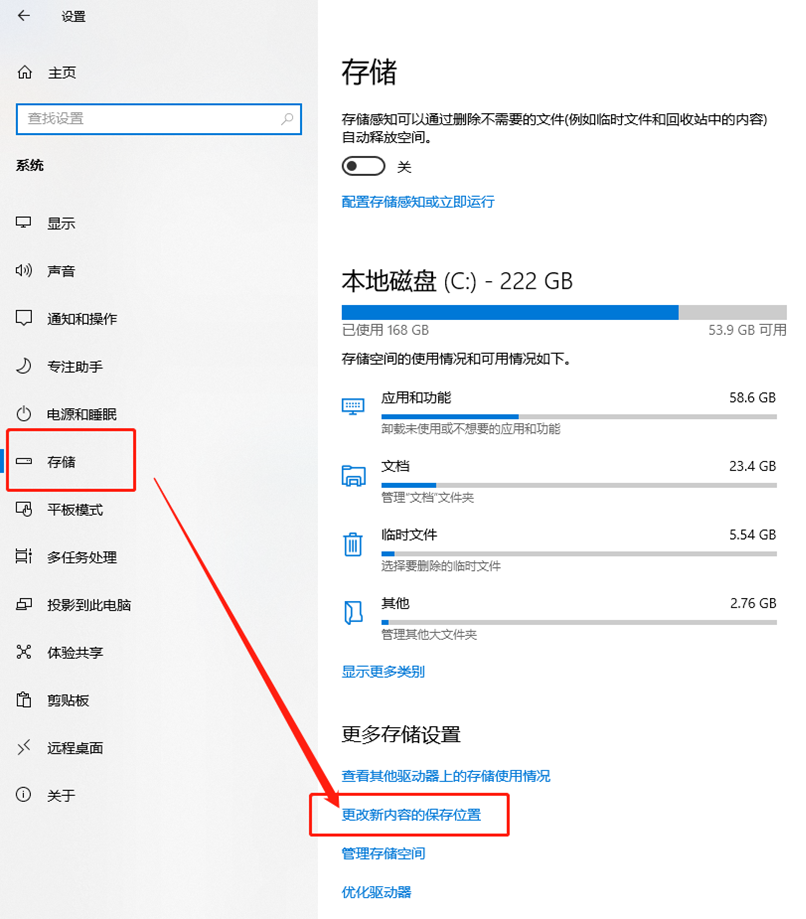 设置
主页
查找设置
系统
显示
声音
通知和操作
专注助手
电源和睡眠
存储
平板模式
多任务处理
投影到此电脑
体验共享
剪贴板
远程桌面
关于
存储
存储感知可以通过删除不需要的文件(例如临时文件和回收站中的内容)
自动释放空间。
关
配置存储感知或立即运行
本地磁盘 (C:) - 222 GB
已使用 168 GB 53.9 GB 可用
存储空间的使用情况和可用情况如下。
应用和功能 58.6 GB
卸载未使用或不想要的应用和功能
文档 23.4 GB
管理"文档"文件夹
临时文件 5.54 GB
选择要删除的临时文件
其他 2.76 GB
管理其他大文件夹
显示更多类别
更多存储设置
查看其他驱动器上的存储使用情况
更改新内容的保存位置
管理存储空间
优化驱动器